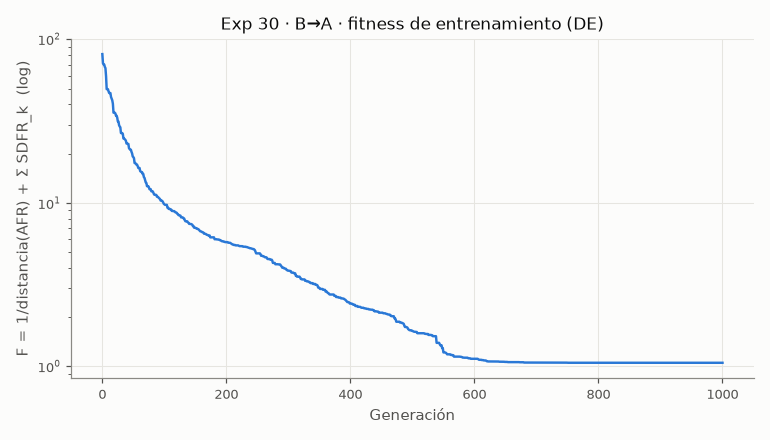 Exp 30 · B→A · fitness de entrenamiento (DE)
F = 1/distancia(AFR) + Σ SDFR_k (log)
10²
10¹
10⁰
0 200 400 600 800 1000
Generación